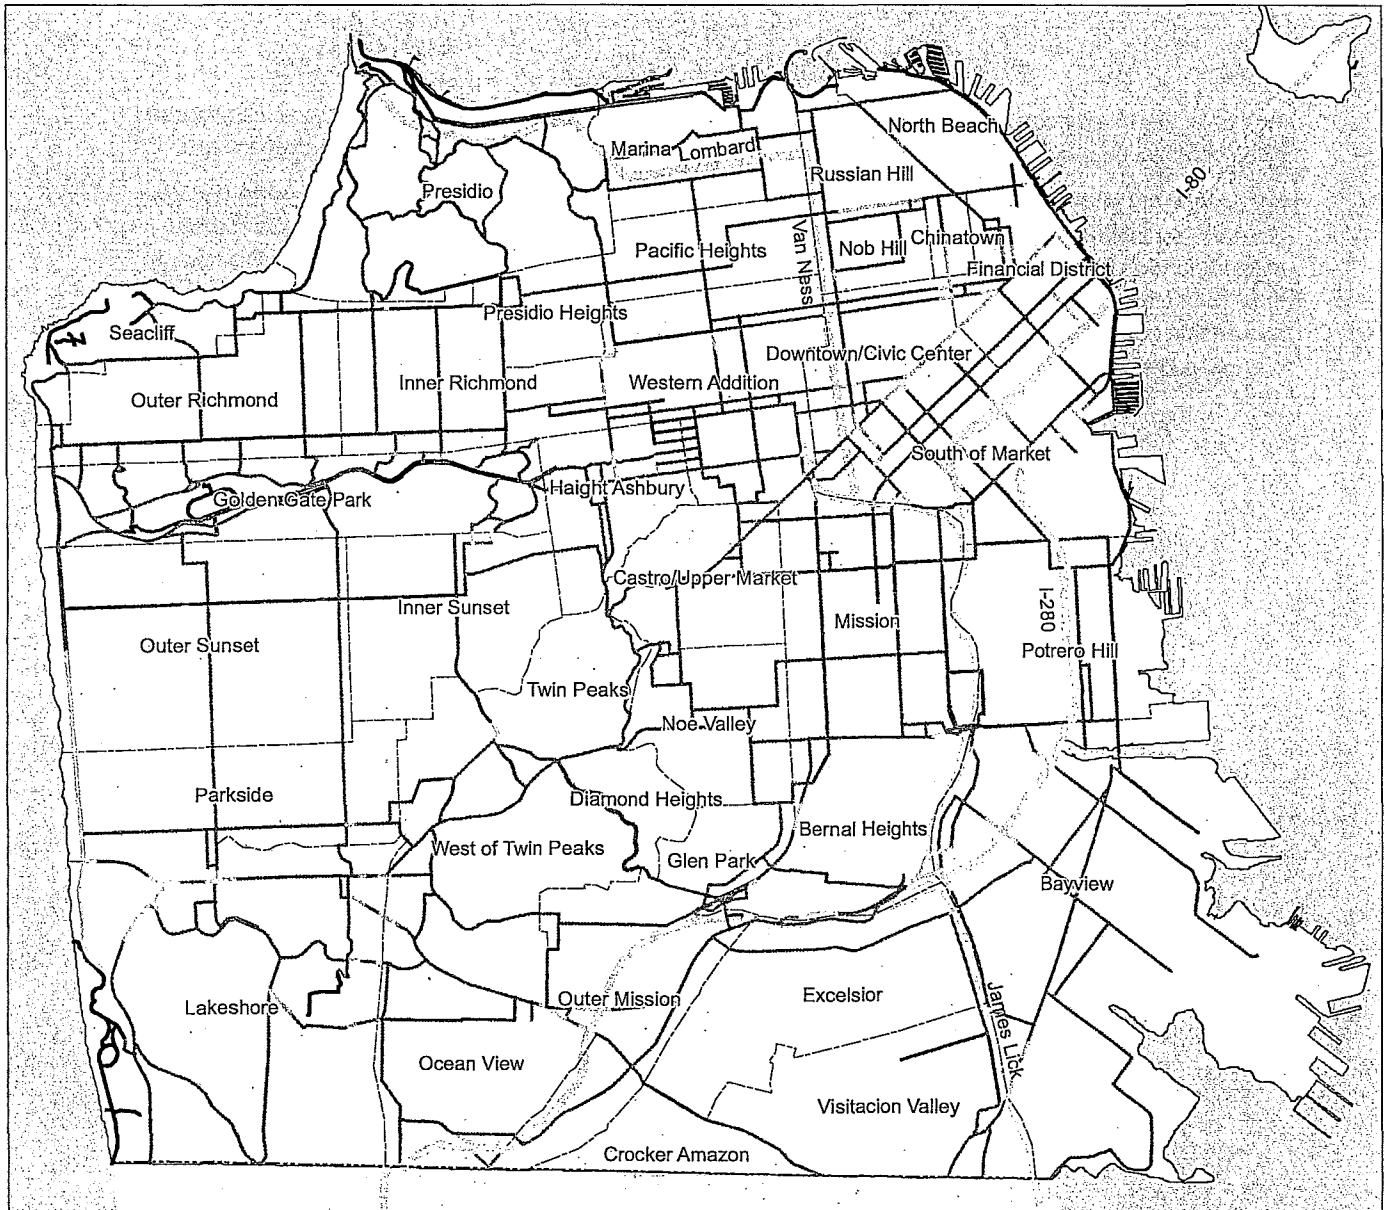 North Beach
Marina
Lombard
Russian Hill
I-80
Presidio
Van Ness
Pacific Heights
Nob Hill
Chinatown
Financial District
Presidio Heights
Seacliff
Downtown/Civic Center
Inner Richmond
Western Addition
Outer Richmond
South of Market
Golden Gate Park
Haight Ashbury
Castro/Upper Market
Inner Sunset
I-280
Mission
Outer Sunset
Potrero Hill
Twin Peaks
Noe Valley
Parkside
Diamond Heights
Bernal Heights
West of Twin Peaks
Glen Park
Bayview
Lakeshore
Outer Mission
Excelsior
James Lick
Ocean View
Visitacion Valley
Crocker Amazon